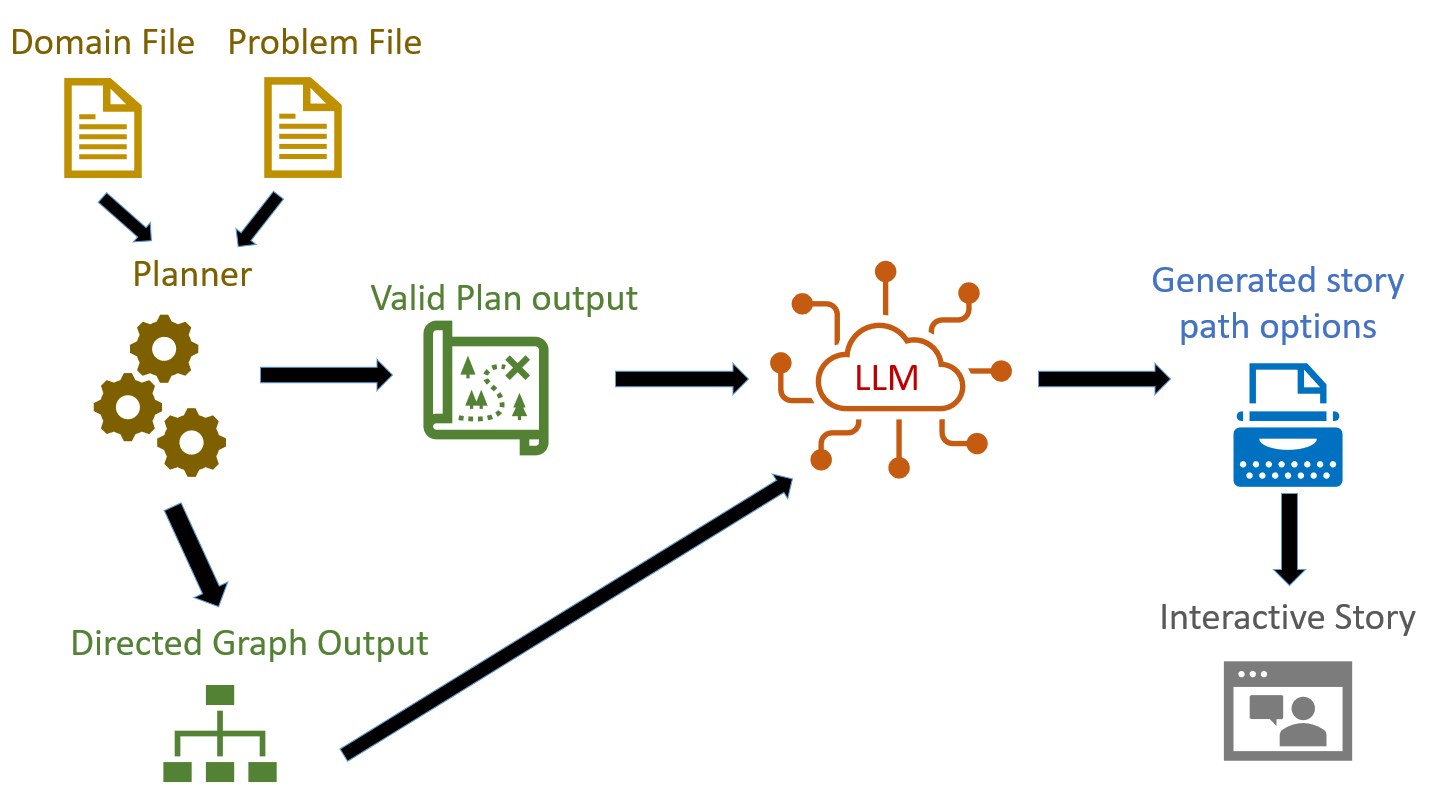 Domain File
Problem File
Planner
Valid Plan output
LLM
Generated story
path options
Directed Graph Output
Interactive Story